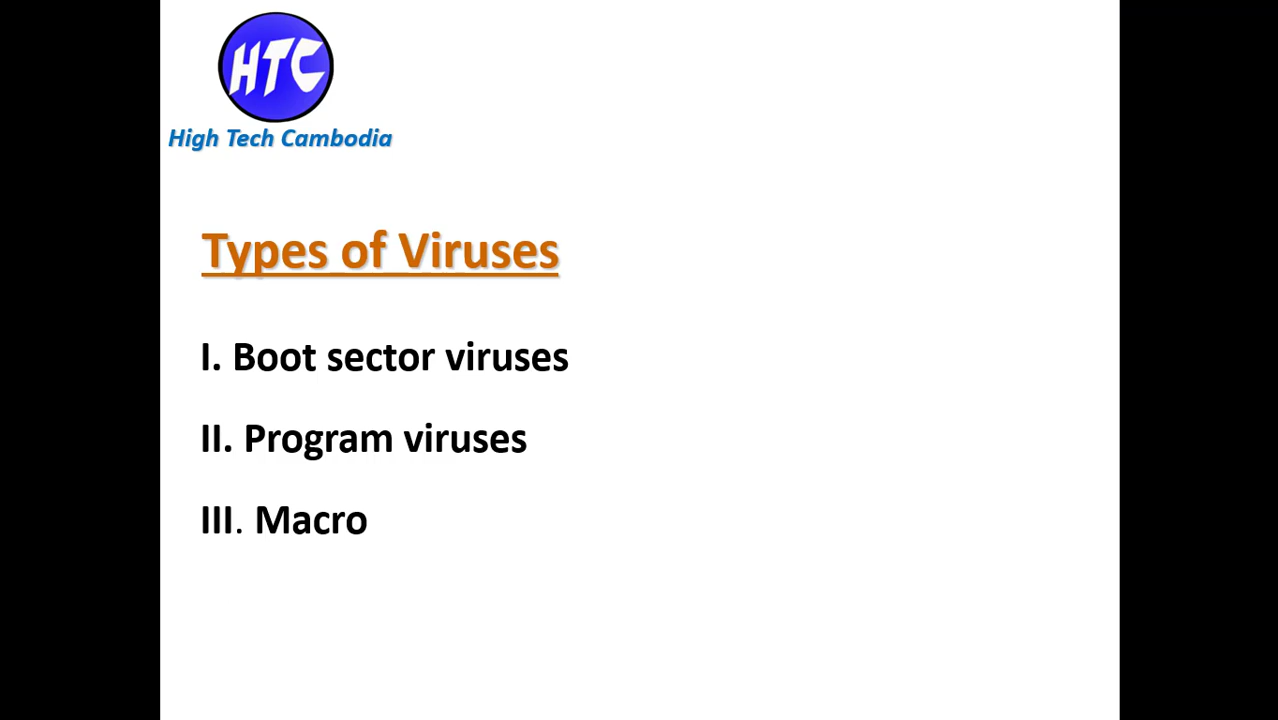 HTC
High Tech Cambodia
Types of Viruses
I. Boot sector viruses
II. Program viruses
III. Macro